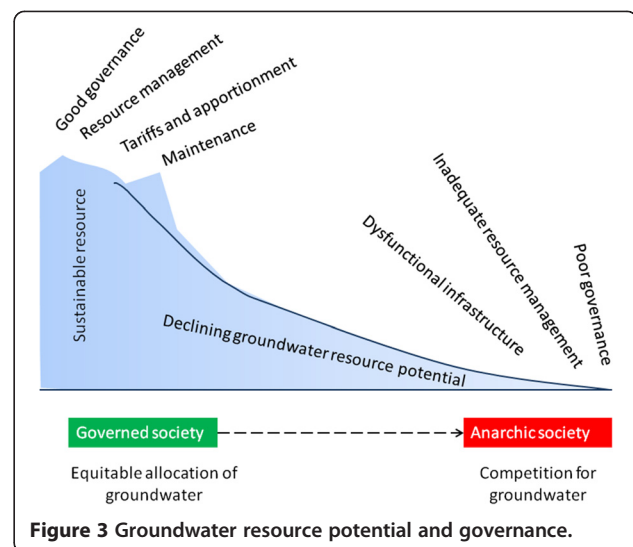 Good governance
Resource management
Tariffs and apportionment
Maintenance
Sustainable resource
Declining groundwater resource potential
Dysfunctional infrastructure
Inadequate resource management
Poor governance
Governed society
Anarchic society
Equitable allocation of
groundwater
Competition for
groundwater
Figure 3 Groundwater resource potential and governance.